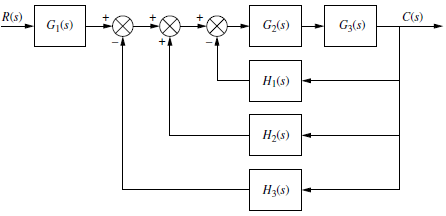 R(s)
G₁(s)
+
−
+
+
+
−
G₂(s)
G₃(s)
C(s)
H₁(s)
H₂(s)
H₃(s)